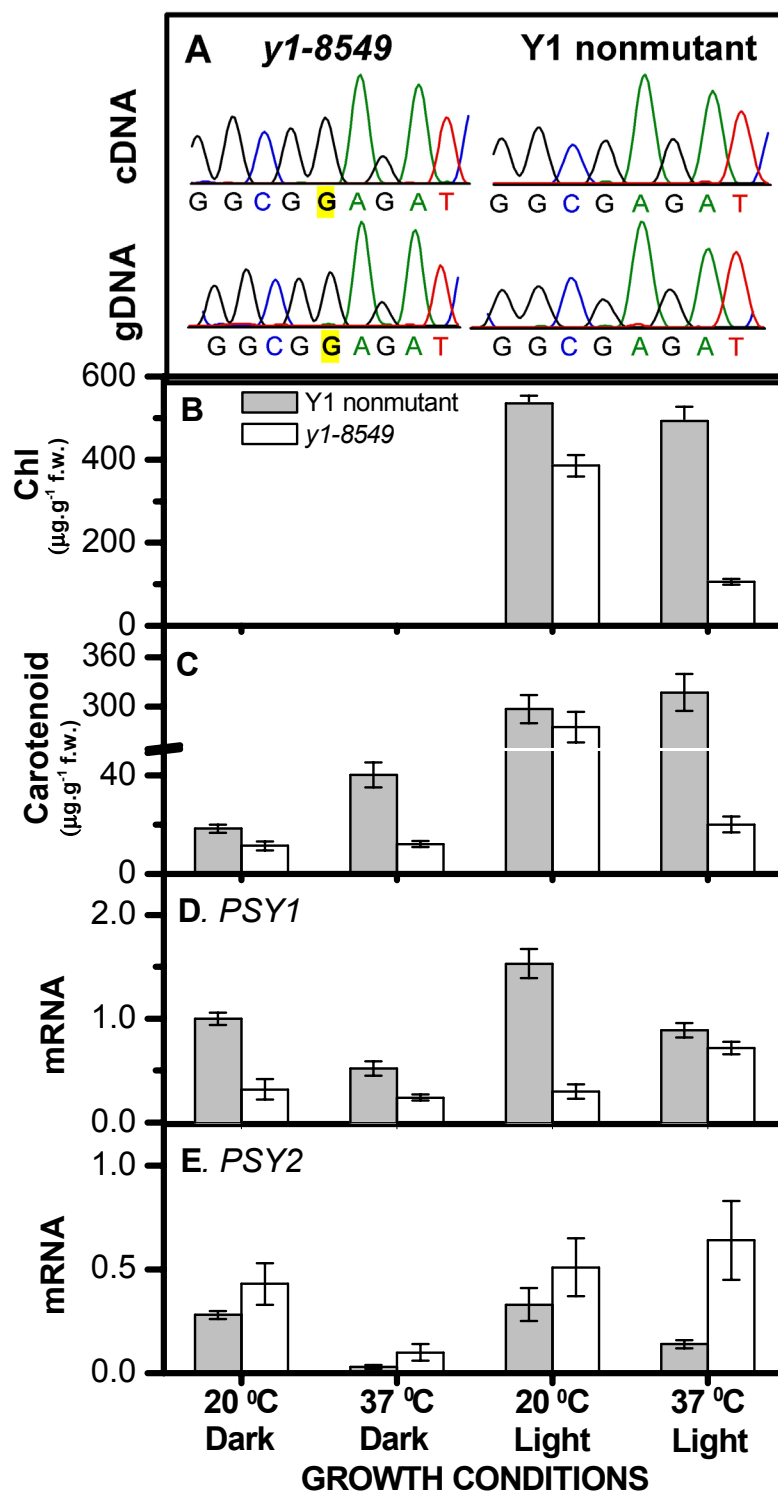 A y1-8549 Y1 nonmutant
cDNA
G G C G G A G A T G G C G A G A T
gDNA
G G C G G A G A T G G C G A G A T
B
Y1 nonmutant
y1-8549
Chl
(µg.g⁻¹ f.w.)
600
400
200
0
C
Carotenoid
(µg.g⁻¹ f.w.)
360
300
40
0
D. PSY1
mRNA
2.0
1.0
0.0
E. PSY2
mRNA
1.0
0.5
0.0
20 ⁰C 37 ⁰C 20 ⁰C 37 ⁰C
Dark Dark Light Light
GROWTH CONDITIONS